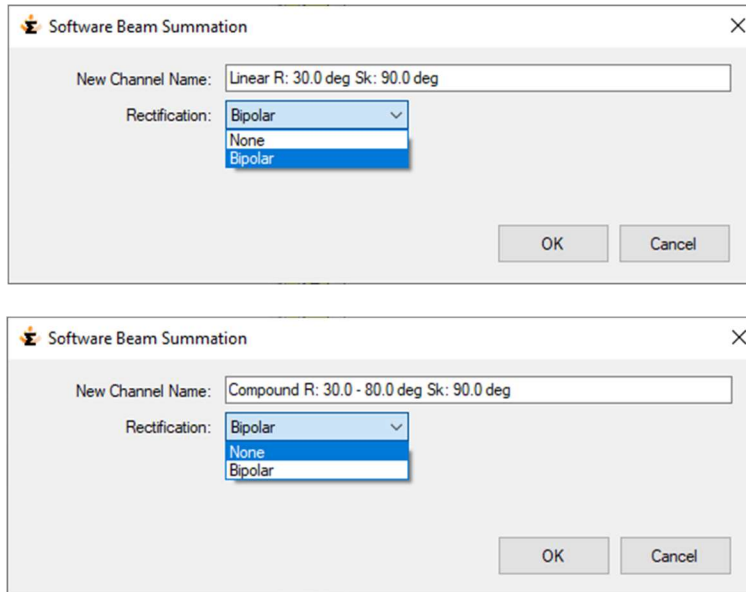 Software Beam Summation
New Channel Name: Linear R: 30.0 deg Sk: 90.0 deg
Rectification: Bipolar
None
Bipolar
OK Cancel
Software Beam Summation
New Channel Name: Compound R: 30.0 - 80.0 deg Sk: 90.0 deg
Rectification: Bipolar
None
Bipolar
OK Cancel